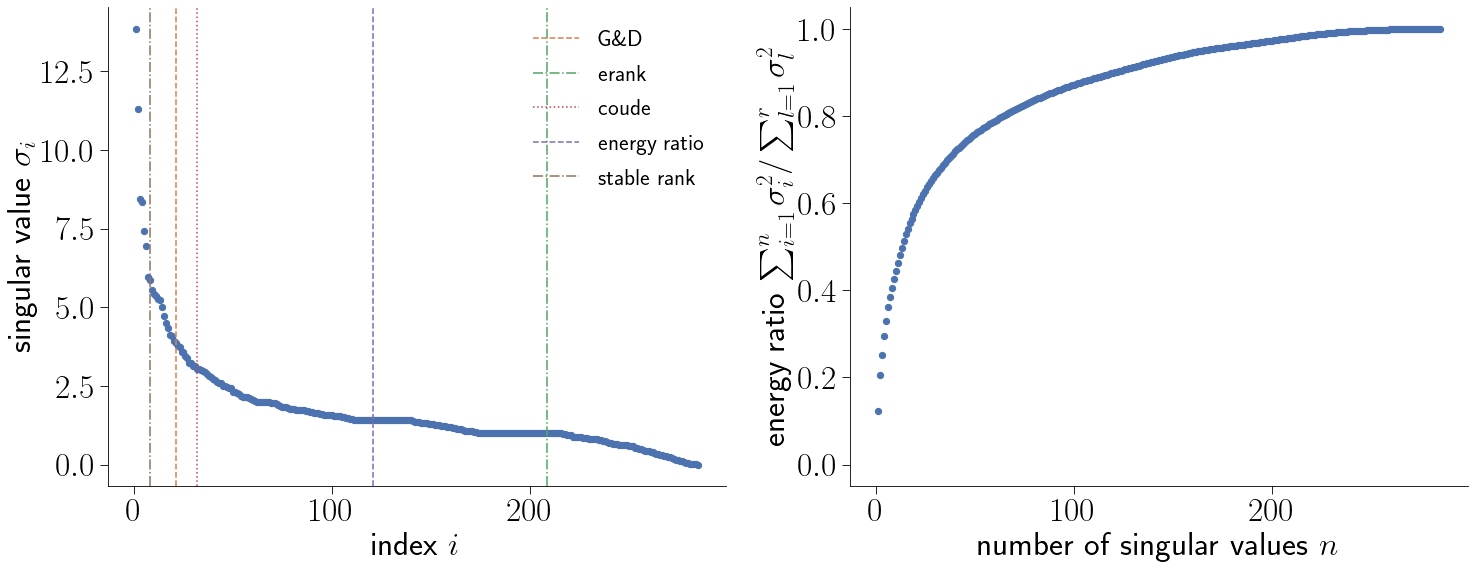 singular value σ_i
12.5
10.0
7.5
5.0
2.5
0.0
0
100
200
index i
G&D
erank
coude
energy ratio
stable rank
energy ratio ∑_{i=1}^{n} σ_i^2 / ∑_{l=1}^{r} σ_l^2
1.0
0.8
0.6
0.4
0.2
0.0
0
100
200
number of singular values n